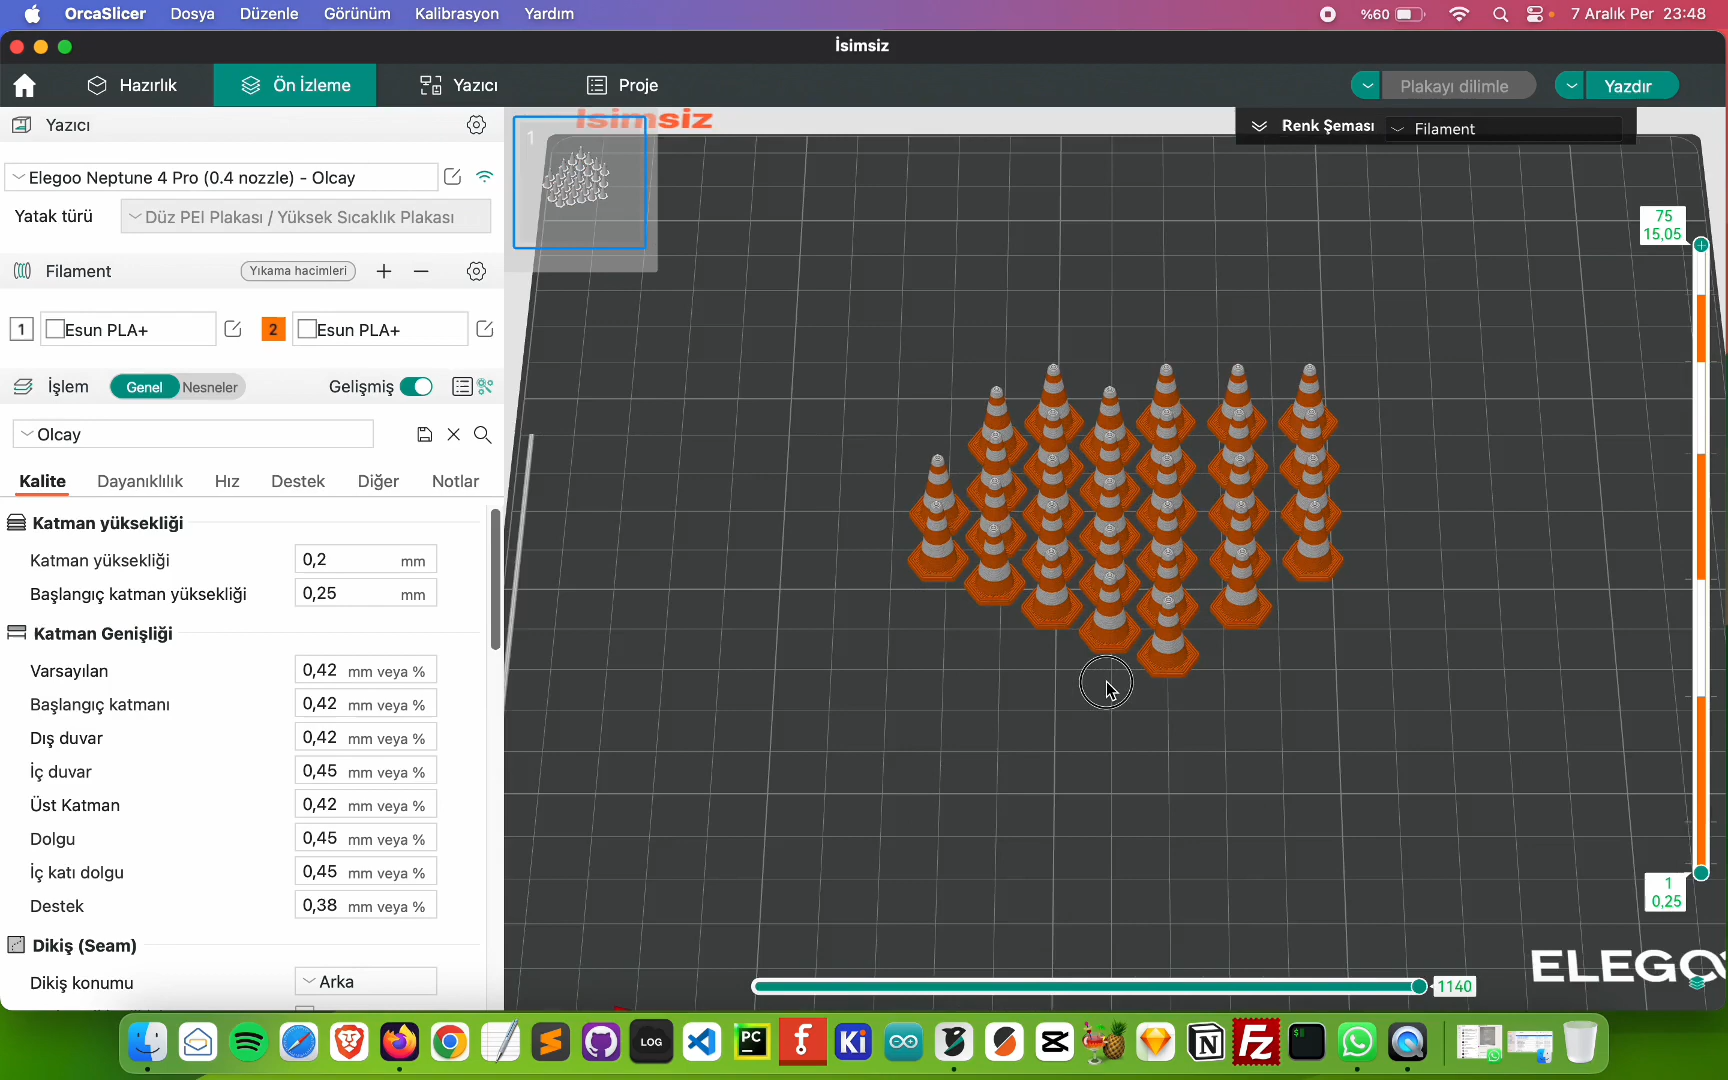 OrcaSlicer Dosya Düzenle Görünüm Kalibrasyon Yardım %60 7 Aralık Per 23:48
İsimsiz
Hazırlık Ön İzleme Yazıcı Proje Plakayı dilimle Yazdır
Yazıcı
Elegoo Neptune 4 Pro (0.4 nozzle) - Olcay
Yatak türü Düz PEI Plakası / Yüksek Sıcaklık Plakası
Filament Yıkama hacimleri
1 Esun PLA+ 2 Esun PLA+
İşlem Genel Nesneler Gelişmiş
Olcay
Kalite Dayanıklılık Hız Destek Diğer Notlar
Katman yüksekliği
Katman yüksekliği 0,2 mm
Başlangıç katman yüksekliği 0,25 mm
Katman Genişliği
Varsayılan 0,42 mm veya %
Başlangıç katmanı 0,42 mm veya %
Dış duvar 0,42 mm veya %
İç duvar 0,45 mm veya %
Üst Katman 0,42 mm veya %
Dolgu 0,45 mm veya %
İç katı dolgu 0,45 mm veya %
Destek 0,38 mm veya %
Dikiş (Seam)
Dikiş konumu Arka
İsimsiz
1
Renk Şeması Filament
75
15,05
1
0,25
ELEGOO
1140
LOG
PC
f
Ki
N
FZ
$